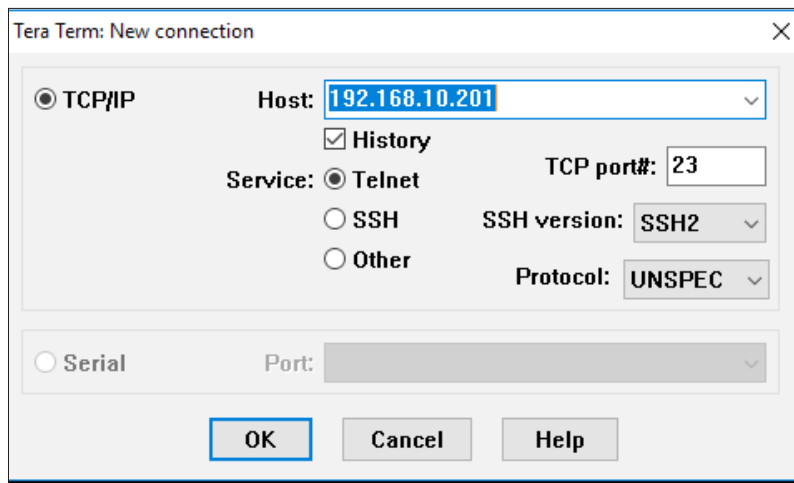 Tera Term: New connection
TCP/IP
Host: 192.168.10.201
History
Service: Telnet
TCP port#: 23
SSH
SSH version: SSH2
Other
Protocol: UNSPEC
Serial
Port:
OK
Cancel
Help